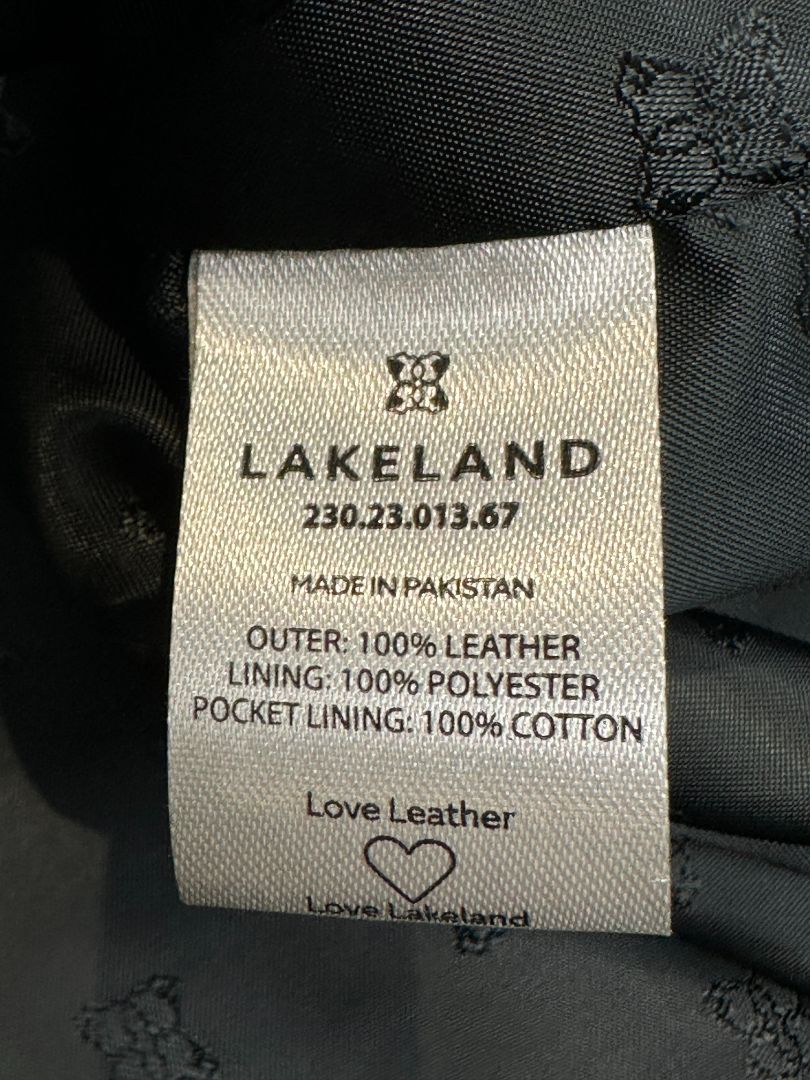 LAKELAND
230.23.013.67
MADE IN PAKISTAN
OUTER: 100% LEATHER
LINING: 100% POLYESTER
POCKET LINING: 100% COTTON
Love Leather
Love Lakeland